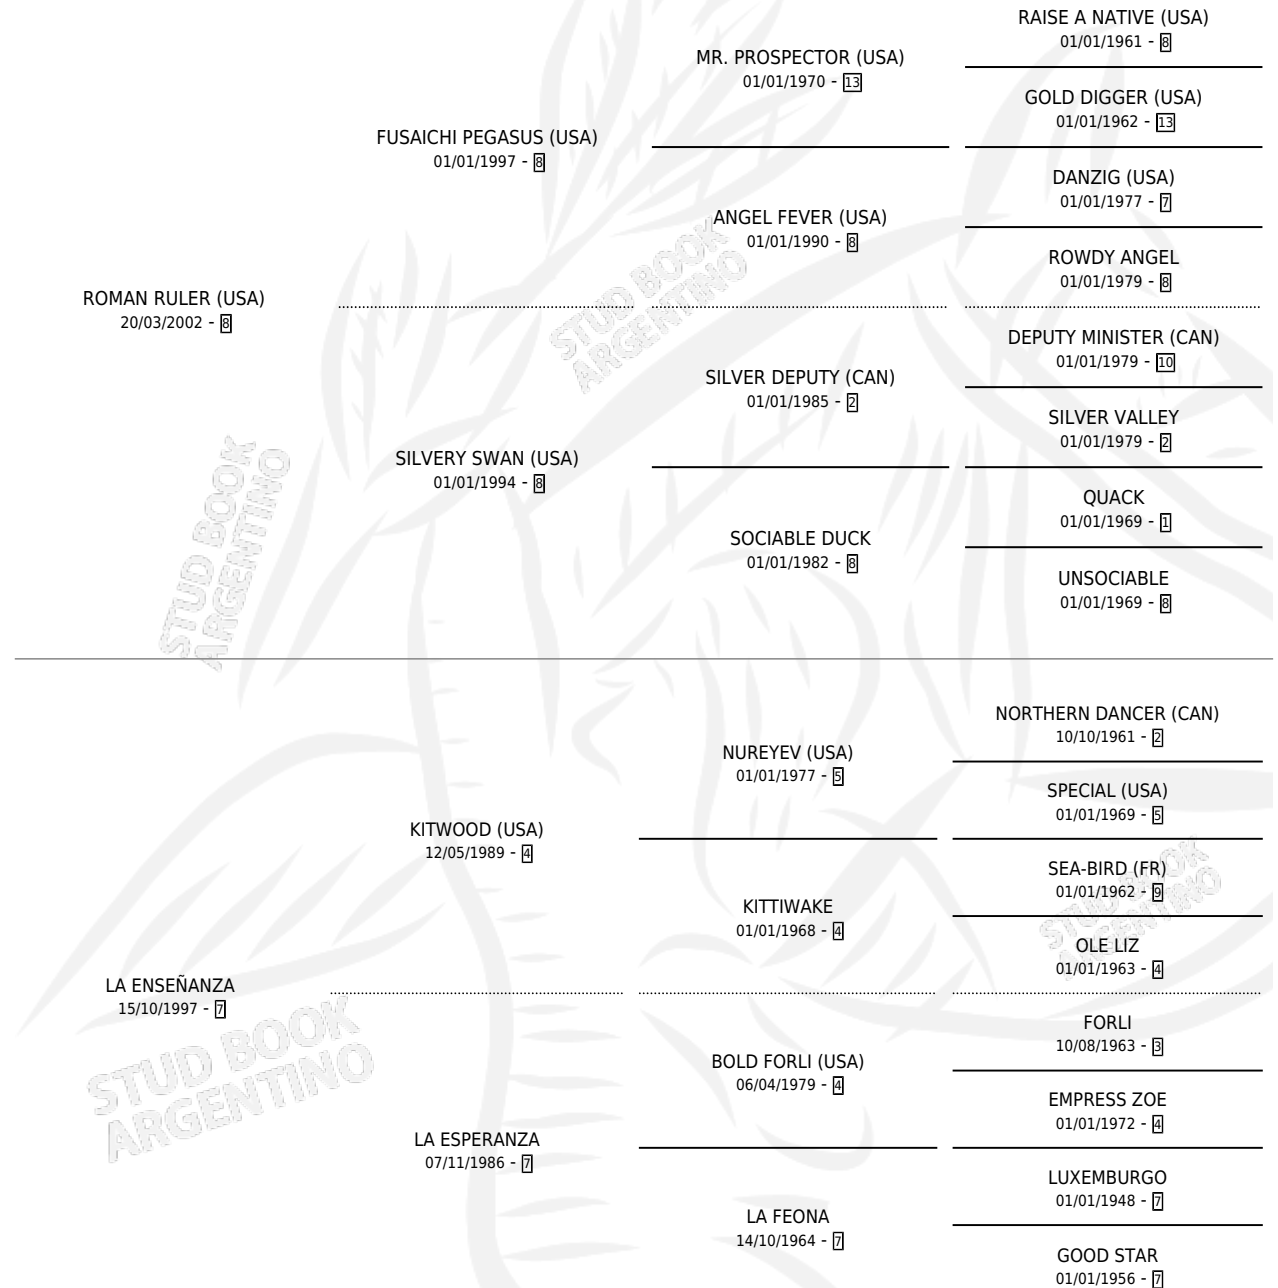 RAISE A NATIVE (USA)
01/01/1961 - 8
MR. PROSPECTOR (USA)
01/01/1970 - 13
GOLD DIGGER (USA)
01/01/1962 - 13
FUSAICHI PEGASUS (USA)
01/01/1997 - 8
DANZIG (USA)
01/01/1977 - 7
ANGEL FEVER (USA)
01/01/1990 - 8
ROWDY ANGEL
01/01/1979 - 8
ROMAN RULER (USA)
20/03/2002 - 8
DEPUTY MINISTER (CAN)
01/01/1979 - 10
SILVER DEPUTY (CAN)
01/01/1985 - 2
SILVER VALLEY
01/01/1979 - 2
SILVERY SWAN (USA)
01/01/1994 - 8
QUACK
01/01/1969 - 1
SOCIABLE DUCK
01/01/1982 - 8
UNSOCIABLE
01/01/1969 - 8
STUD BOOK
ARGENTINO
STUD BOOK
ARGENTINO
NORTHERN DANCER (CAN)
10/10/1961 - 2
NUREYEV (USA)
01/01/1977 - 5
SPECIAL (USA)
01/01/1969 - 5
KITWOOD (USA)
12/05/1989 - 4
SEA-BIRD (FR)
01/01/1962 - 9
KITTIWAKE
01/01/1968 - 4
OLE LIZ
01/01/1963 - 4
LA ENSEÑANZA
15/10/1997 - 7
FORLI
10/08/1963 - 3
BOLD FORLI (USA)
06/04/1979 - 4
EMPRESS ZOE
01/01/1972 - 4
LA ESPERANZA
07/11/1986 - 7
LUXEMBURGO
01/01/1948 - 7
LA FEONA
14/10/1964 - 7
GOOD STAR
01/01/1956 - 7
STUD BOOK
ARGENTINO
STUD BOOK
ARGENTINO